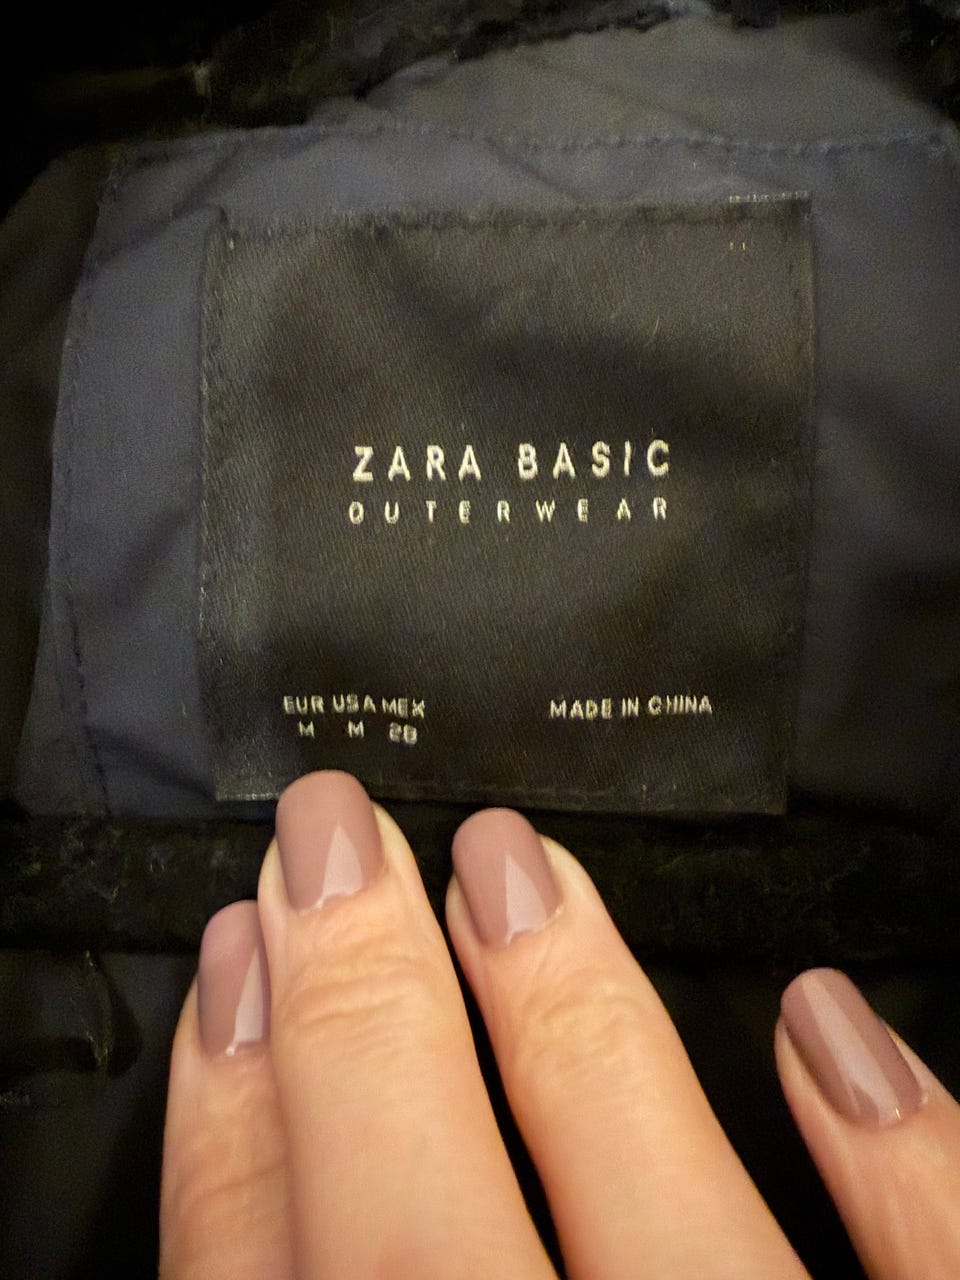 ZARA BASIC
OUTERWEAR
EUR USA MEX
M M 28
MADE IN CHINA